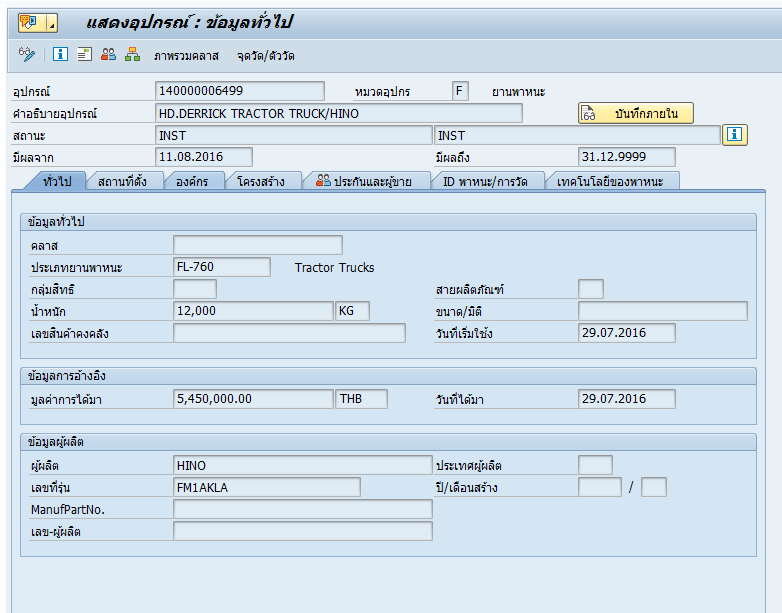 แสดงอุปกรณ์ : ข้อมูลทั่วไป
ภาพรวมคลาส จุดวัด/ตัววัด
อุปกรณ์ 140000006499 หมวดอุปกร F ยานพาหนะ
คำอธิบายอุปกรณ์ HD.DERRICK TRACTOR TRUCK/HINO บันทึกภายใน
สถานะ INST INST
มีผลจาก 11.08.2016 มีผลถึง 31.12.9999
ทั่วไป สถานที่ตั้ง องค์กร โครงสร้าง ประกันและผู้ขาย ID พาหนะ/การวัด เทคโนโลยีของพาหนะ
ข้อมูลทั่วไป
คลาส
ประเภทยานพาหนะ FL-760 Tractor Trucks
กลุ่มสิทธิ สายผลิตภัณฑ์
น้ำหนัก 12,000 KG ขนาด/มิติ
เลขสินค้าคงคลัง วันที่เริ่มใช้ง 29.07.2016
ข้อมูลการอ้างอิง
มูลค่าการได้มา 5,450,000.00 THB วันที่ได้มา 29.07.2016
ข้อมูลผู้ผลิต
ผู้ผลิต HINO ประเทศผู้ผลิต
เลขที่รุ่น FM1AKLA ปี/เดือนสร้าง /
ManufPartNo.
เลข-ผู้ผลิต